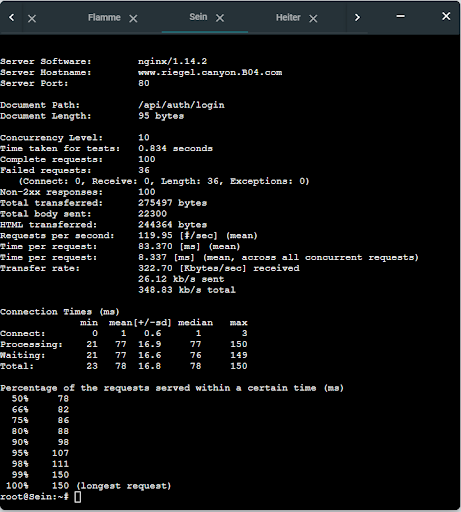 Flamme Sein Heiter
Server Software: nginx/1.14.2
Server Hostname: www.riegel.canyon.B04.com
Server Port: 80
Document Path: /api/auth/login
Document Length: 95 bytes
Concurrency Level: 10
Time taken for tests: 0.834 seconds
Complete requests: 100
Failed requests: 36
(Connect: 0, Receive: 0, Length: 36, Exceptions: 0)
Non-2xx responses: 100
Total transferred: 275497 bytes
Total body sent: 22300
HTML transferred: 244364 bytes
Requests per second: 119.95 [#/sec] (mean)
Time per request: 83.370 [ms] (mean)
Time per request: 8.337 [ms] (mean, across all concurrent requests)
Transfer rate: 322.70 [Kbytes/sec] received
26.12 kb/s sent
348.83 kb/s total
Connection Times (ms)
min mean[+/-sd] median max
Connect: 0 1 0.6 1 3
Processing: 21 77 16.9 77 150
Waiting: 21 77 16.6 76 149
Total: 23 78 16.8 78 150
Percentage of the requests served within a certain time (ms)
50% 78
66% 82
75% 86
80% 88
90% 98
95% 107
98% 111
99% 150
100% 150 (longest request)
root@Sein:~#